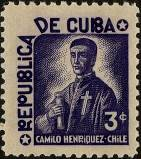 REPUBLICA DE CUBA
3¢
CAMILO HENRIQUEZ-CHILE